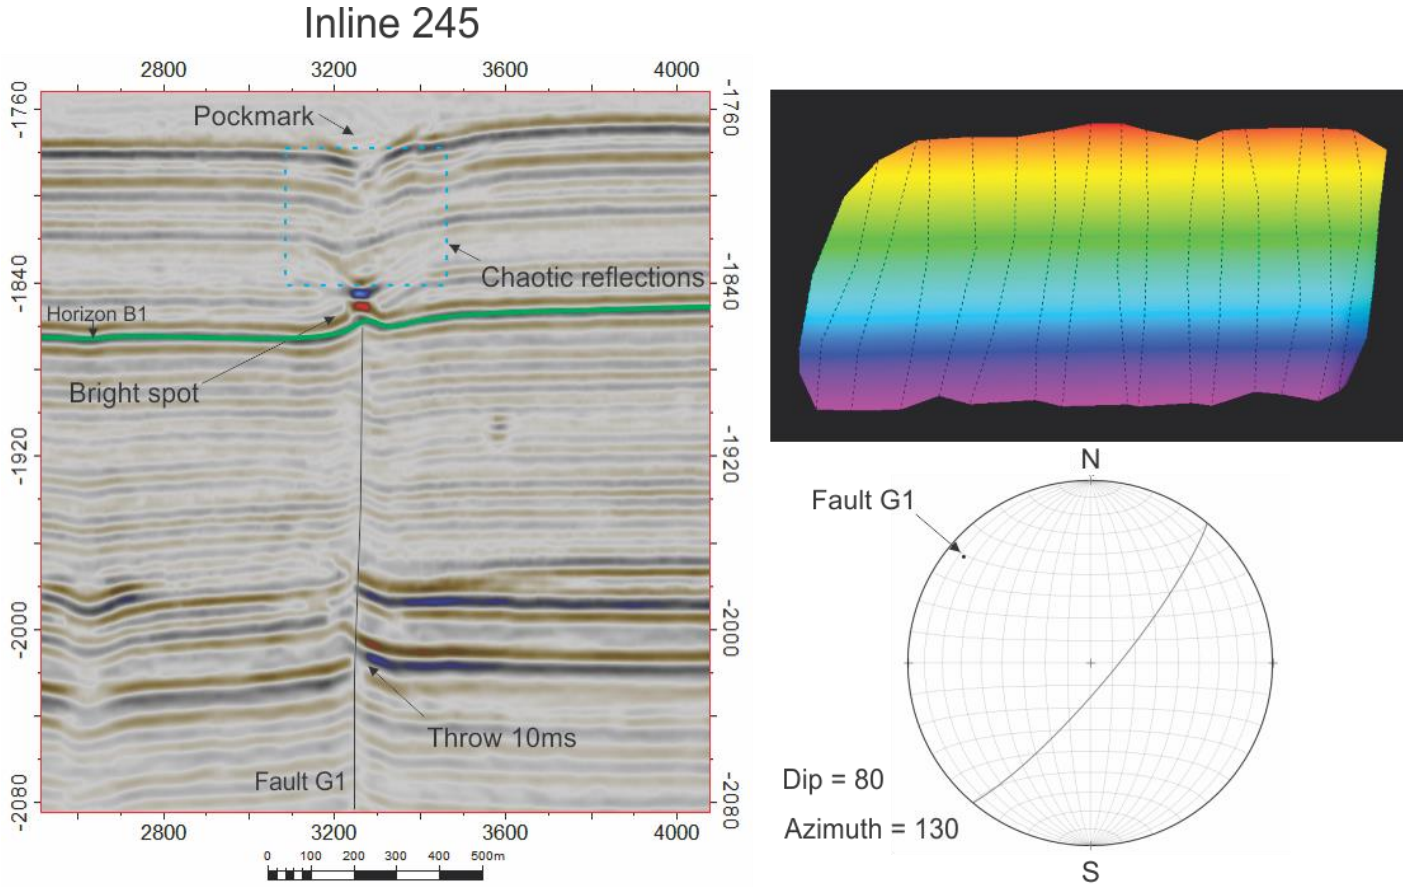 Inline 245
2800 3200 3600 4000
-1760 -1760
Pockmark
Chaotic reflections
-1840 -1840
Horizon B1
Bright spot
-1920 -1920
-2000 -2000
Throw 10ms
Fault G1
-2080 -2080
2800 3200 3600 4000
0 100 200 300 400 500m
N
Fault G1
Dip = 80
Azimuth = 130
S